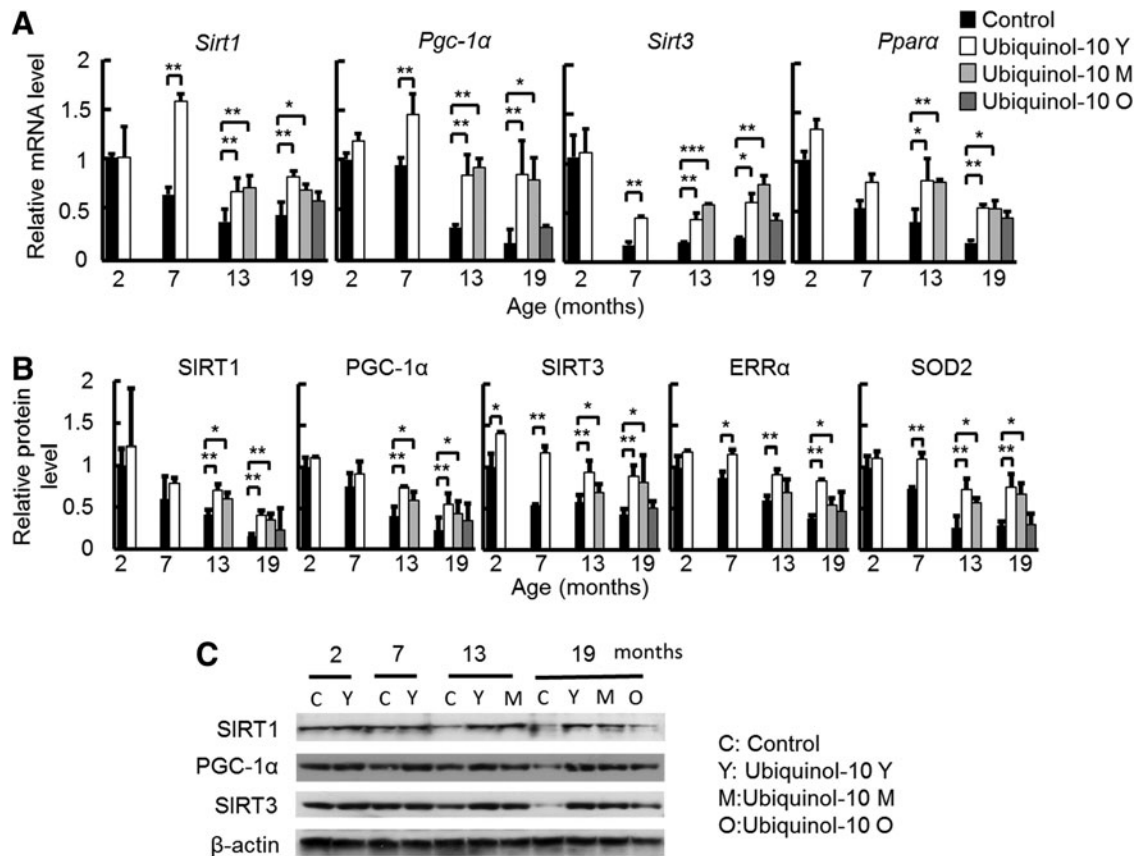 A
Sirt1 Pgc-1α Sirt3 Pparα
Control
Ubiquinol-10 Y
Ubiquinol-10 M
Ubiquinol-10 O
Relative mRNA level
2
1.5
1
0.5
0
** ** ** * **
** ** ** * **
** *** ** ** *
* ** * **
2 7 13 19 2 7 13 19 2 7 13 19 2 7 13 19
Age (months)
B
SIRT1 PGC-1α SIRT3 ERRα SOD2
Relative protein level
2
1.5
1
0.5
0
* ** ** **
* * ** **
* ** * * ** **
* ** * **
** * * ** **
2 7 13 19 2 7 13 19 2 7 13 19 2 7 13 19 2 7 13 19
Age (months)
C
2 7 13 19 months
C Y C Y C Y M C Y M O
SIRT1
PGC-1α
SIRT3
β-actin
C: Control
Y: Ubiquinol-10 Y
M:Ubiquinol-10 M
O:Ubiquinol-10 O